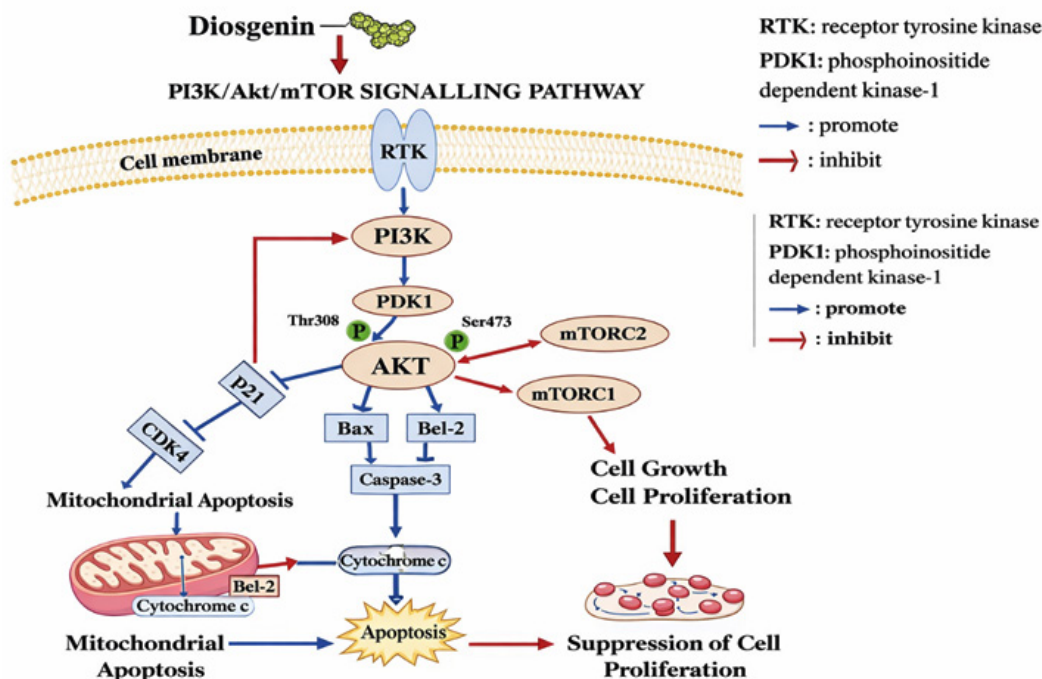 Diosgenin
PI3K/Akt/mTOR SIGNALLING PATHWAY
Cell membrane
RTK
PI3K
PDK1
Thr308
P
Ser473
P
AKT
mTORC2
mTORC1
p21
CDK4
Bax
Bel-2
Caspase-3
Cell Growth
Cell Proliferation
Mitochondrial Apoptosis
Bel-2
Cytochrome c
Cytochrome c
Mitochondrial
Apoptosis
Apoptosis
Suppression of Cell
Proliferation
RTK: receptor tyrosine kinase
PDK1: phosphoinositide
dependent kinase-1
: promote
: inhibit
RTK: receptor tyrosine kinase
PDK1: phosphoinositide
dependent kinase-1
: promote
: inhibit